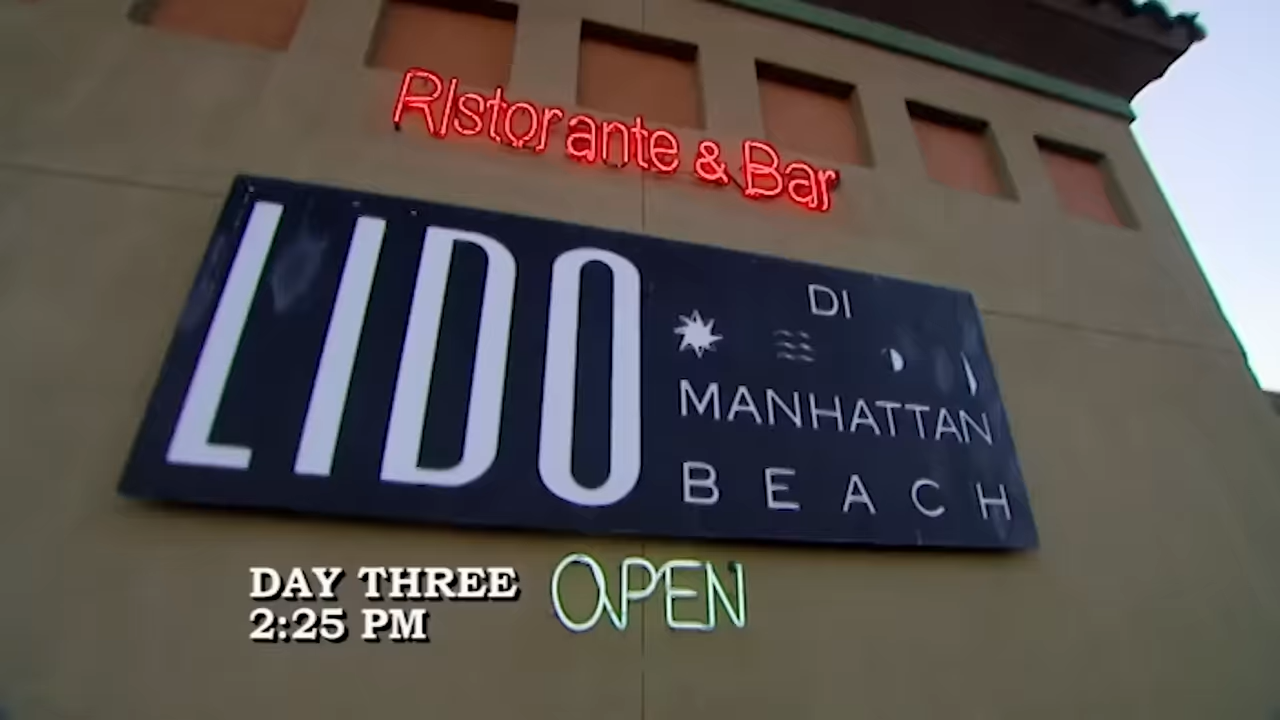 RIstorante & Bar
LIDO
DI
MANHATTAN
BEACH
OPEN
DAY THREE
2:25 PM